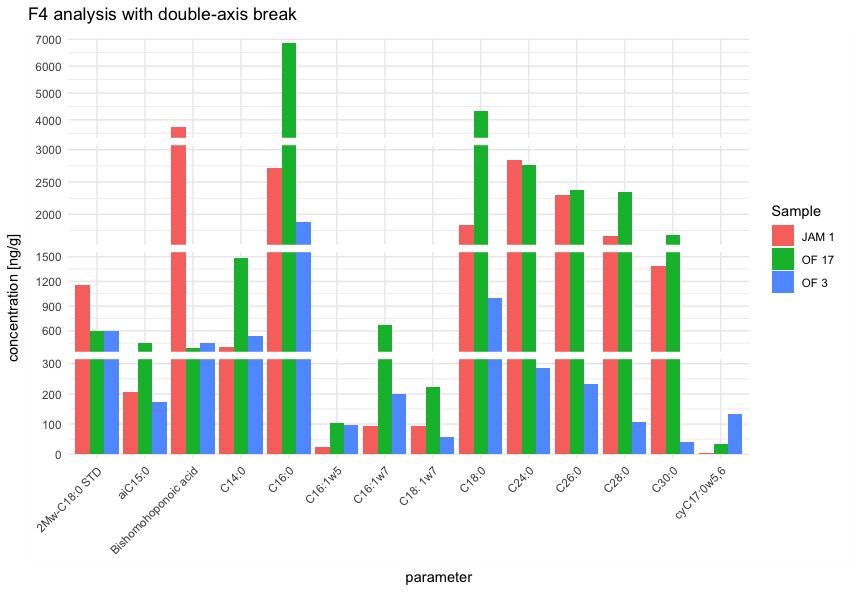 F4 analysis with double-axis break
7000
6000
5000
4000
3000
2500
2000
1500
1200
900
600
300
200
100
0
concentration [ng/g]
2Mw-C18:0 STD
aiC15:0
Bishomohoponoic acid
C14:0
C16:0
C16:1w5
C16:1w7
C18: 1w7
C18:0
C24:0
C26:0
C28:0
C30:0
cyC17:0w5,6
parameter
Sample
JAM 1
OF 17
OF 3